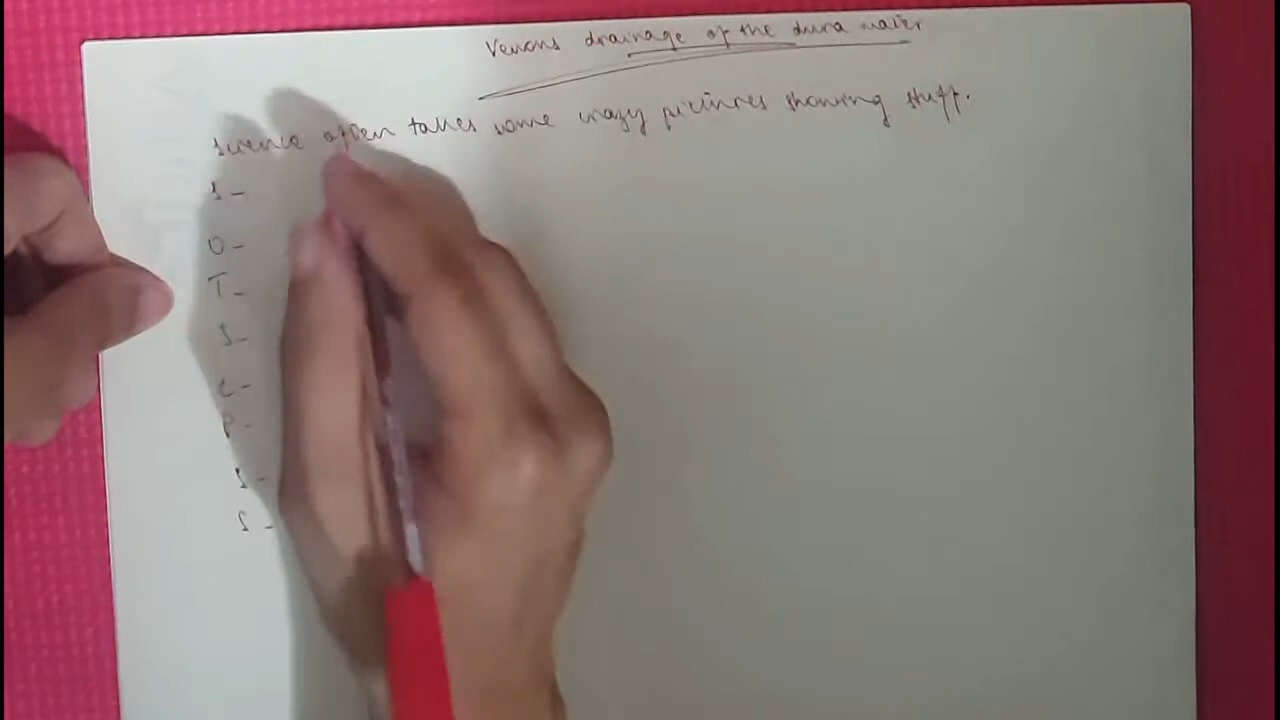 Venous drainage of the dura mater
Science often takes some crazy pictures showing stuff.
S-
O-
T-
S-
C-
P-
S-
S-